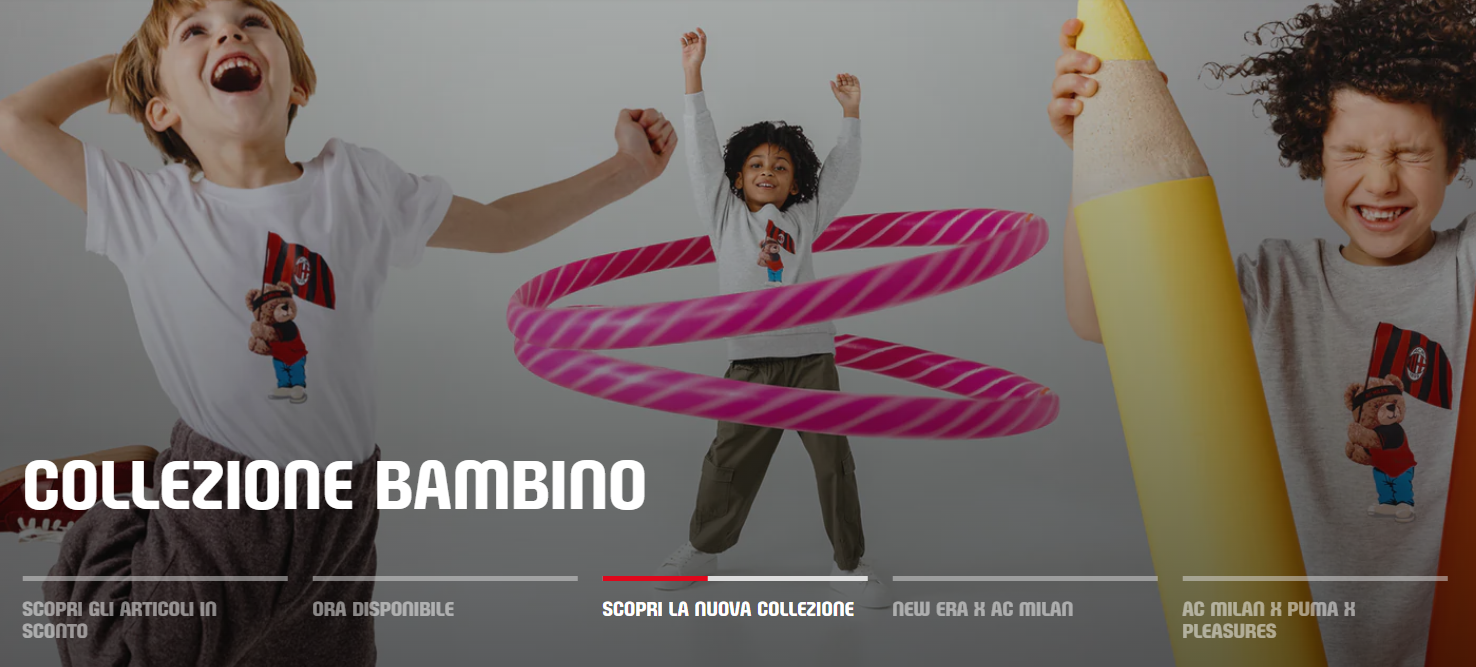 COLLEZIONE BAMBINO
SCOPRI GLI ARTICOLI IN
SCONTO
ORA DISPONIBILE
SCOPRI LA NUOVA COLLEZIONE
NEW ERA X AC MILAN
AC MILAN X PUMA X
PLEASURES